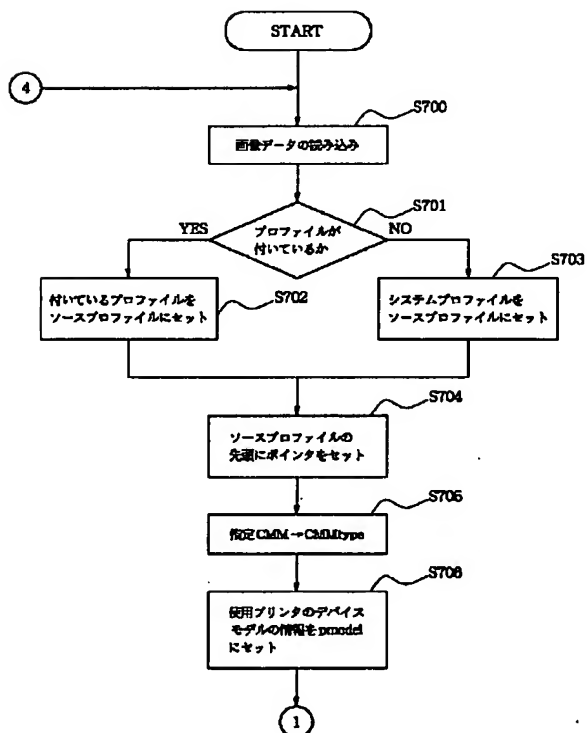 START
4
S700
画像データの読み込み
S701
YES
プロファイルが
付いているか
NO
S703
付いているプロファイルを
ソースプロファイルにセット
S702
システムプロファイルを
ソースプロファイルにセット
S704
ソースプロファイルの
先頭にポインタをセット
S705
指定CMM→CMMtype
S706
使用プリンタのデバイス
モデルの情報をpmodel
にセット
1